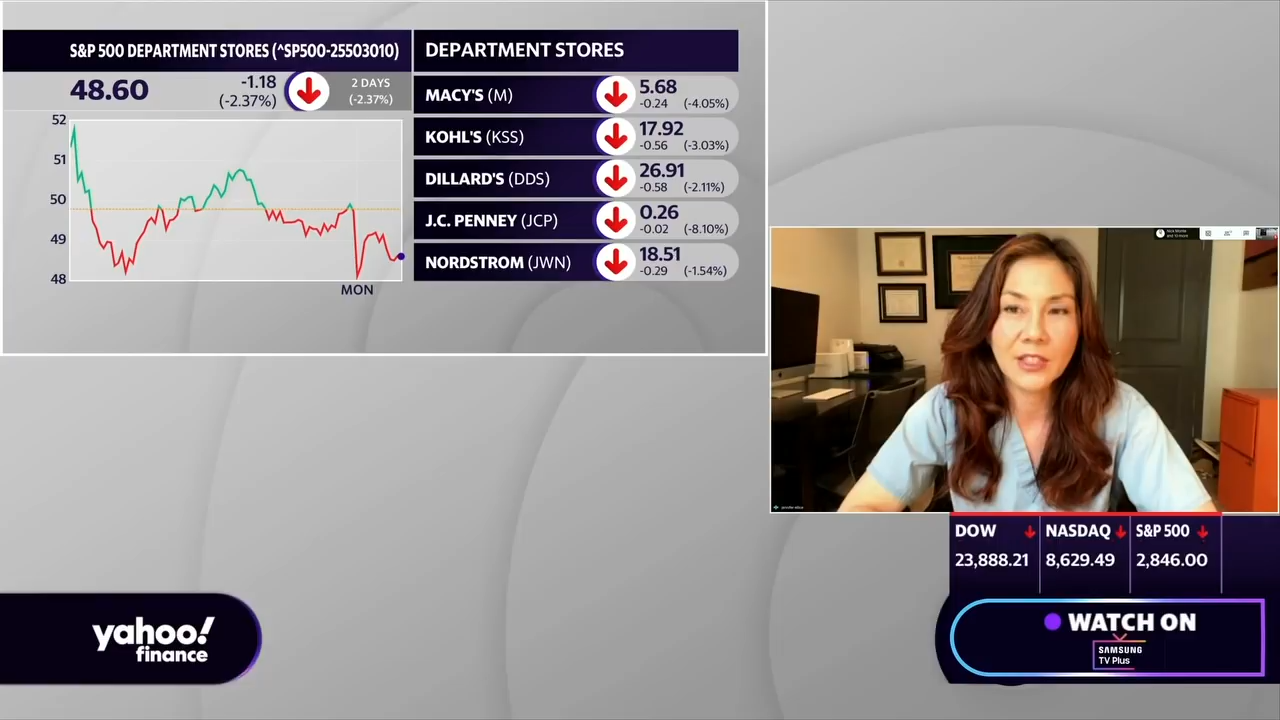 S&P 500 DEPARTMENT STORES (^SP500-25503010)
48.60
-1.18
(-2.37%)
2 DAYS
(-2.37%)
52
51
50
49
48
MON
DEPARTMENT STORES
MACY'S (M)
5.68
-0.24 (-4.05%)
KOHL'S (KSS)
17.92
-0.56 (-3.03%)
DILLARD'S (DDS)
26.91
-0.58 (-2.11%)
J.C. PENNEY (JCP)
0.26
-0.02 (-8.10%)
NORDSTROM (JWN)
18.51
-0.29 (-1.54%)
DOW
23,888.21
NASDAQ
8,629.49
S&P 500
2,846.00
yahoo!
finance
WATCH ON
SAMSUNG
TV Plus